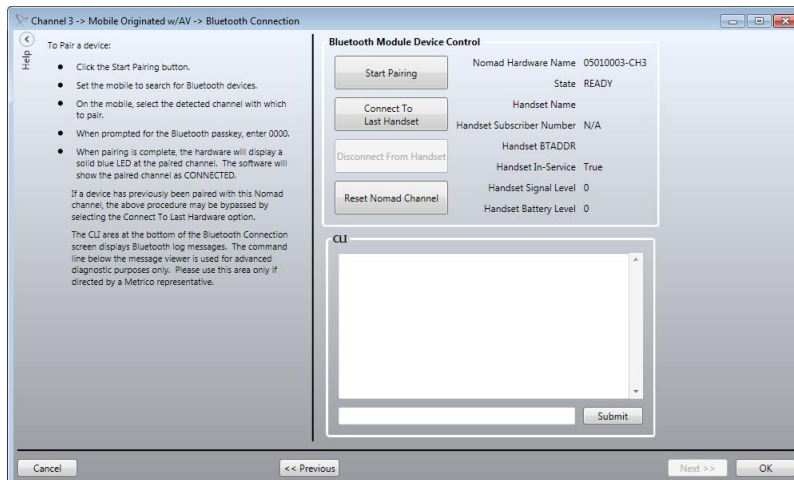 Channel 3 -> Mobile Originated w/AV -> Bluetooth Connection
Help
To Pair a device:
Click the Start Pairing button.
Set the mobile to search for Bluetooth devices.
On the mobile, select the detected channel with which
to pair.
When prompted for the Bluetooth passkey, enter 0000.
When pairing is complete, the hardware will display a
solid blue LED at the paired channel. The software will
show the paired channel as CONNECTED.
If a device has previously been paired with this Nomad
channel, the above procedure may be bypassed by
selecting the Connect To Last Hardware option.
The CLI area at the bottom of the Bluetooth Connection
screen displays Bluetooth log messages. The command
line below the message viewer is used for advanced
diagnostic purposes only. Please use this area only if
directed by a Metrico representative.
Bluetooth Module Device Control
Start Pairing
Connect To
Last Handset
Disconnect From Handset
Reset Nomad Channel
Nomad Hardware Name 05010003-CH3
State READY
Handset Name
Handset Subscriber Number N/A
Handset BTADDR
Handset In-Service True
Handset Signal Level 0
Handset Battery Level 0
CLI
Submit
Cancel
<< Previous
Next >>
OK